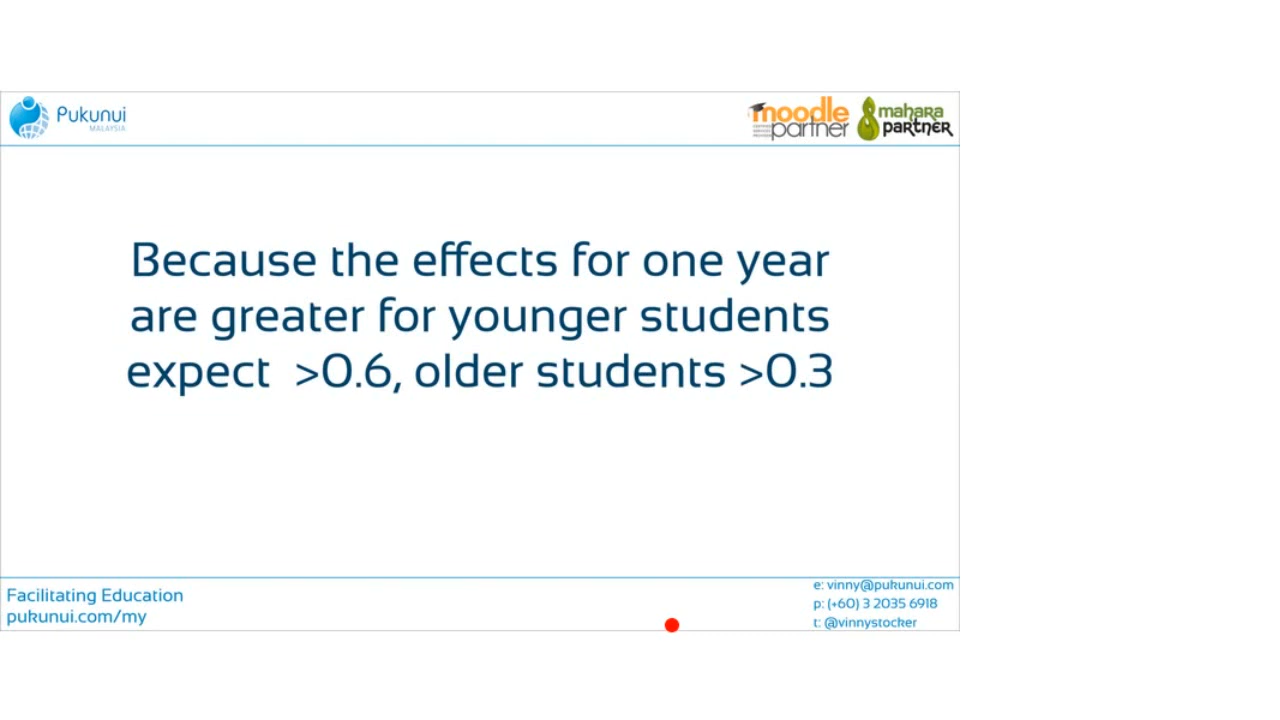 Pukunui
MALAYSIA
moodle
partner
mahara
partner
Because the effects for one year
are greater for younger students
expect  >0.6, older students >0.3
Facilitating Education
pukunui.com/my
e: vinny@pukunui.com
p: (+60) 3 2035 6918
t: @vinnystocker